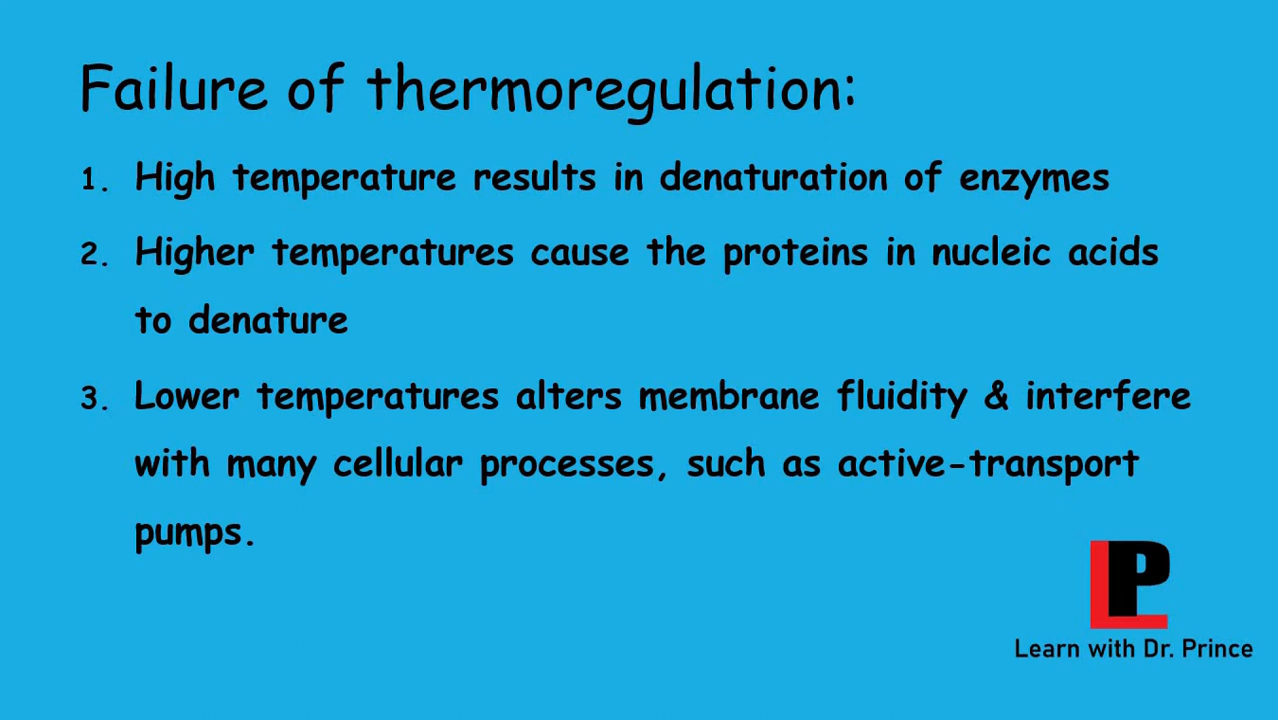 Failure of thermoregulation:
1. High temperature results in denaturation of enzymes
2. Higher temperatures cause the proteins in nucleic acids
to denature
3. Lower temperatures alters membrane fluidity & interfere
with many cellular processes, such as active-transport
pumps.
LP
Learn with Dr. Prince